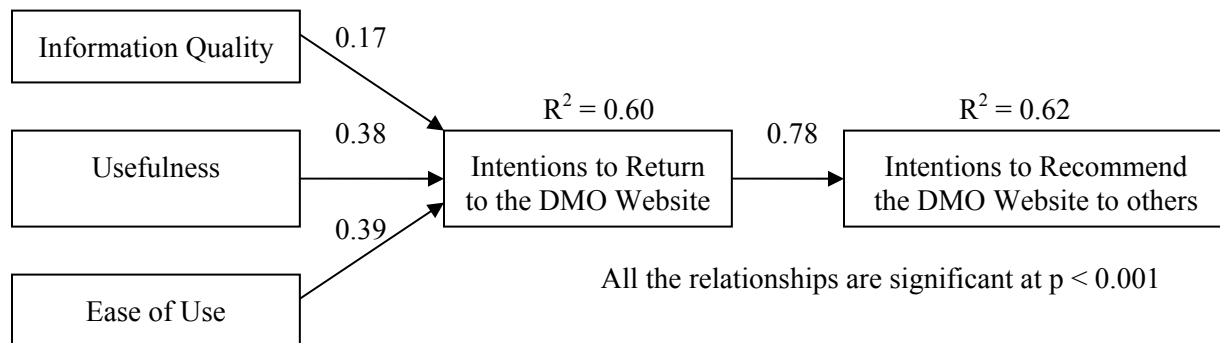 Information Quality
0.17
Usefulness
0.38
Ease of Use
0.39
R² = 0.60
Intentions to Return
to the DMO Website
0.78
R² = 0.62
Intentions to Recommend
the DMO Website to others
All the relationships are significant at p < 0.001